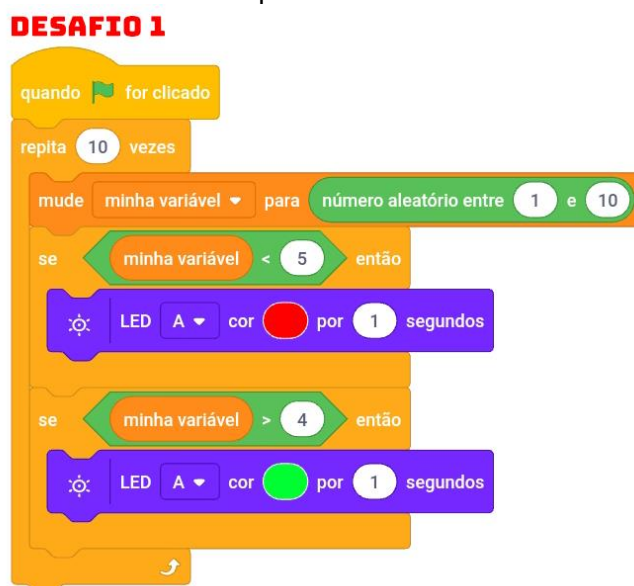 DESAFIO 1
quando for clicado
repita 10 vezes
mude minha variável para número aleatório entre 1 e 10
se minha variável < 5 então
LED A cor por 1 segundos
se minha variável > 4 então
LED A cor por 1 segundos